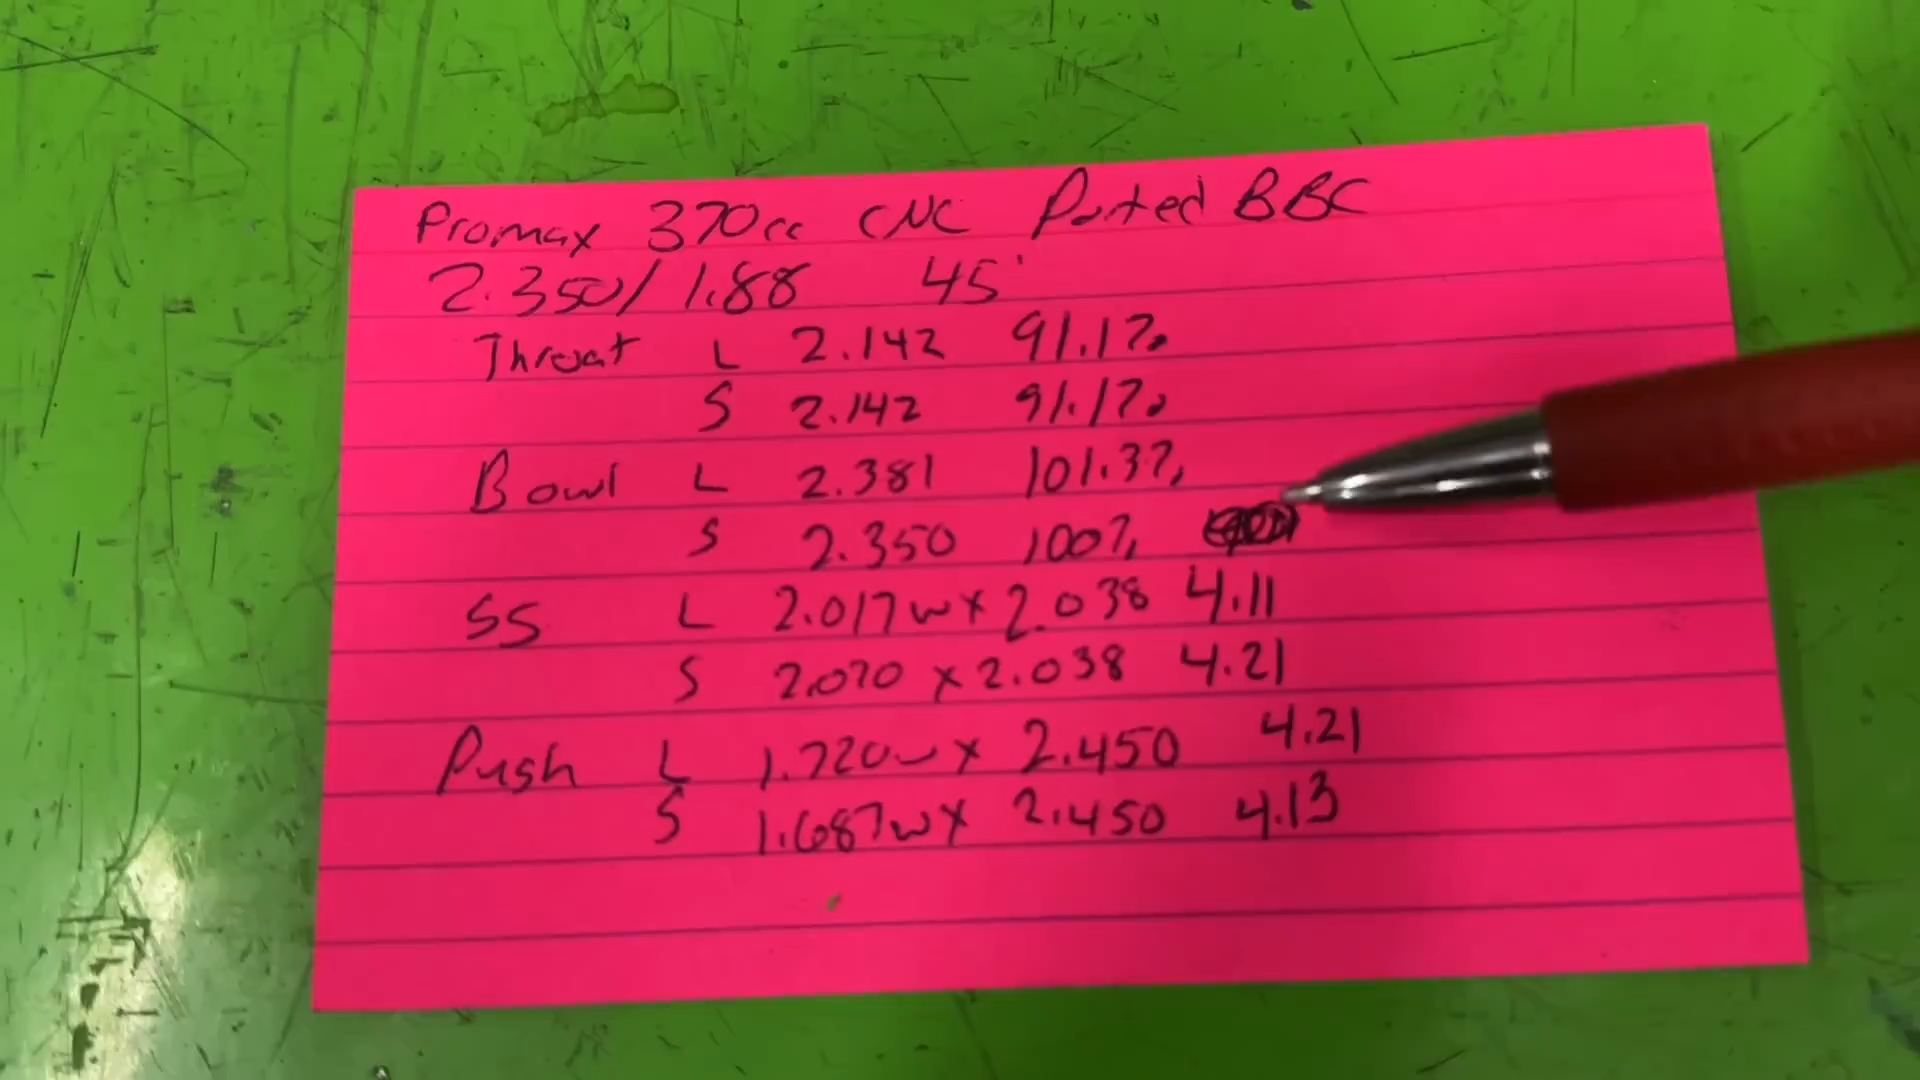 Promax 370cc CNC Ported BBC
2.350/1.88 45°
Throat L 2.142 91.1%
S 2.142 91.1%
Bowl L 2.381 101.3%
S 2.350 100%
SS L 2.017w x 2.038 4.11
S 2.070 x 2.038 4.21
Push L 1.720w x 2.450 4.21
S 1.687w x 2.450 4.13